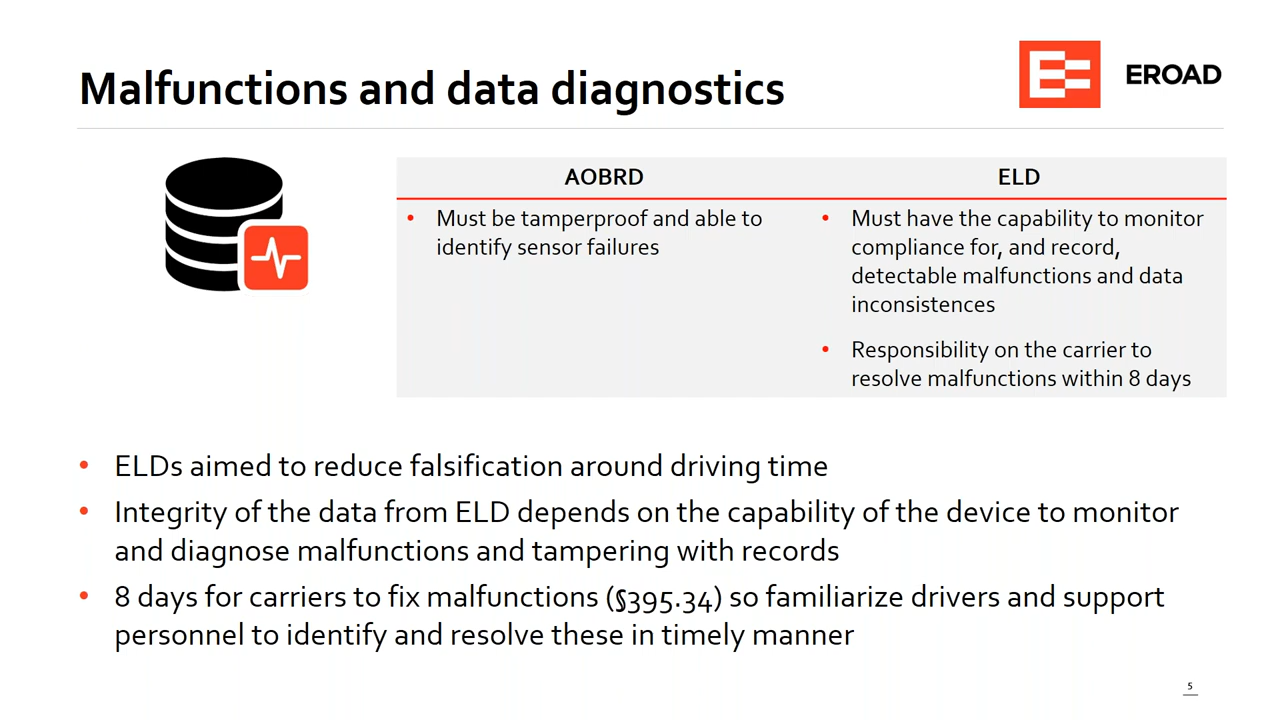 Malfunctions and data diagnostics
EROAD
AOBRD
ELD
• Must be tamperproof and able to
identify sensor failures
• Must have the capability to monitor
compliance for, and record,
detectable malfunctions and data
inconsistences
• Responsibility on the carrier to
resolve malfunctions within 8 days
• ELDs aimed to reduce falsification around driving time
• Integrity of the data from ELD depends on the capability of the device to monitor
and diagnose malfunctions and tampering with records
• 8 days for carriers to fix malfunctions (§395.34) so familiarize drivers and support
personnel to identify and resolve these in timely manner
5